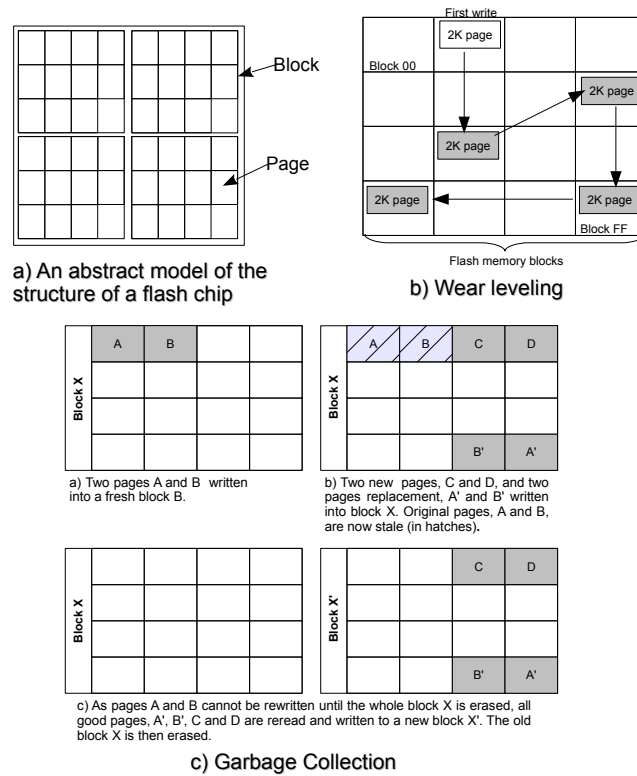 Block
Page
a) An abstract model of the
structure of a flash chip
First write
2K page
Block 00
2K page
2K page
2K page
2K page
Block FF
Flash memory blocks
b) Wear leveling
Block X
A B
a) Two pages A and B written
into a fresh block B.
Block X
A B C D
B' A'
b) Two new pages, C and D, and two
pages replacement, A' and B' written
into block X. Original pages, A and B,
are now stale (in hatches).
Block X
Block X'
C D
B' A'
c) As pages A and B cannot be rewritten until the whole block X is erased, all
good pages, A', B', C and D are reread and written to a new block X'. The old
block X is then erased.
c) Garbage Collection